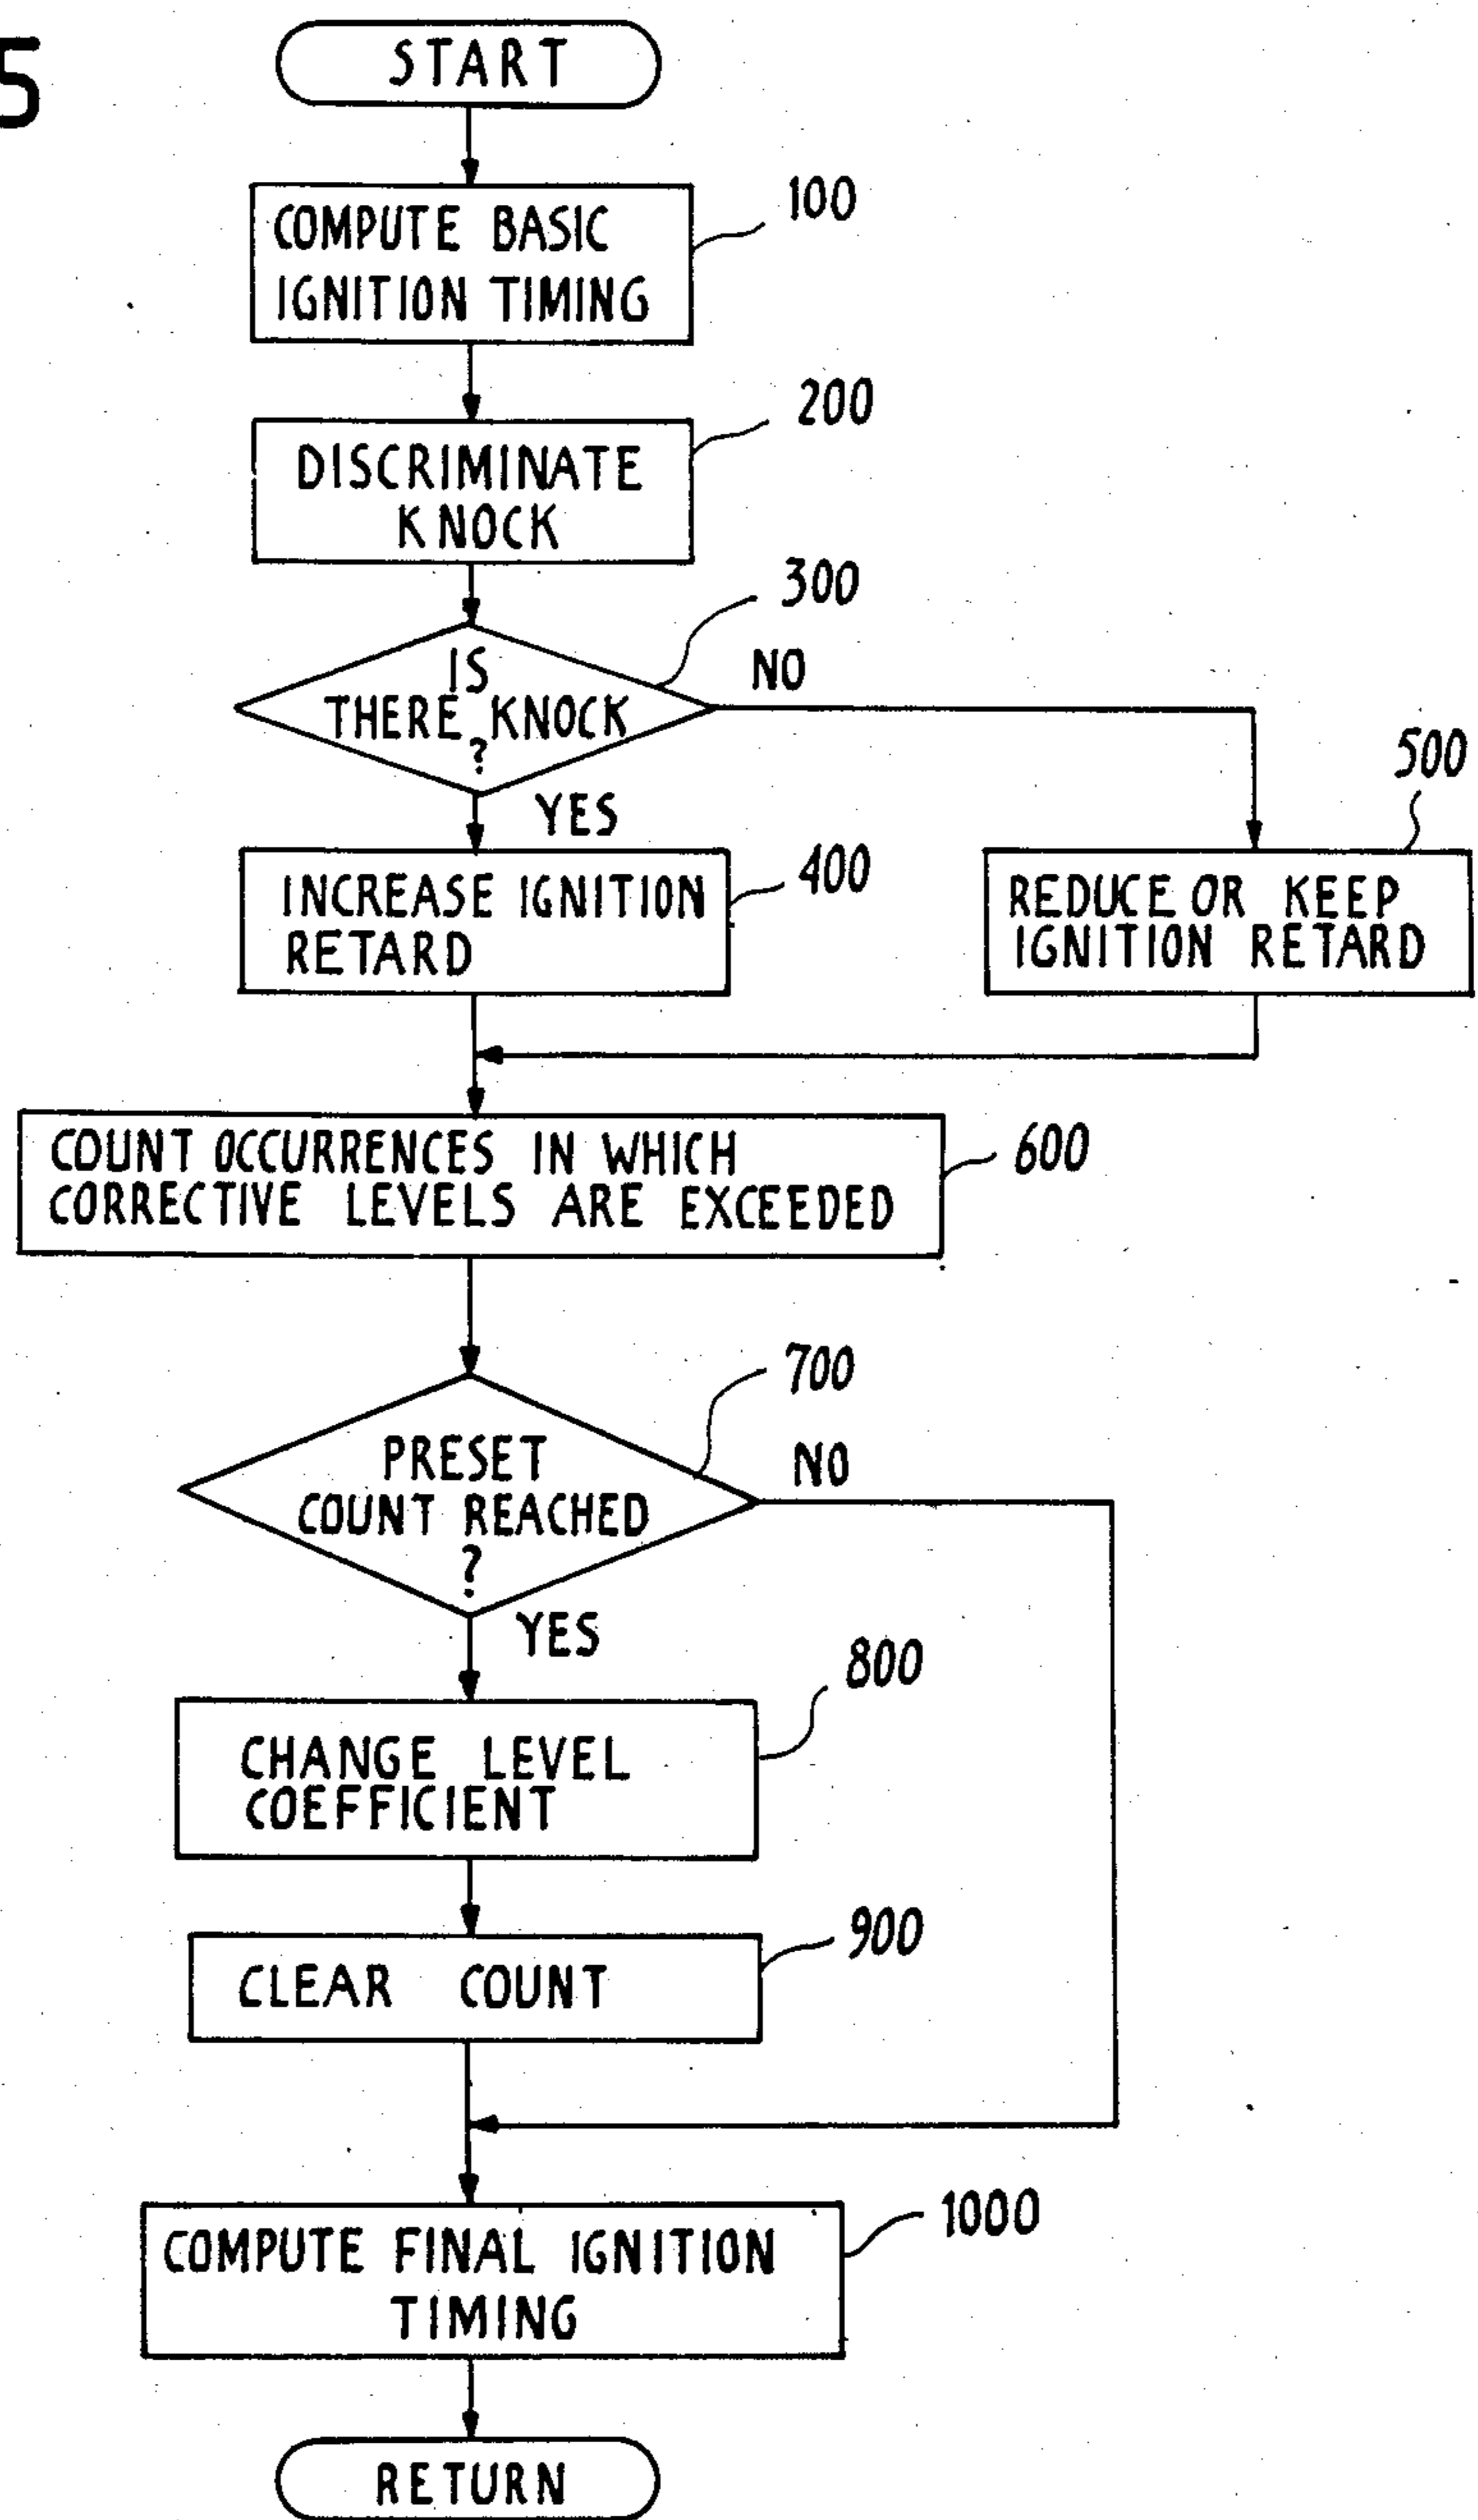 5
START
100
COMPUTE BASIC
IGNITION TIMING
200
DISCRIMINATE
KNOCK
300
IS
THERE KNOCK
?
NO
YES
500
400
INCREASE IGNITION
RETARD
REDUCE OR KEEP
IGNITION RETARD
600
COUNT OCCURRENCES IN WHICH
CORRECTIVE LEVELS ARE EXCEEDED
700
PRESET
COUNT REACHED
?
NO
YES
800
CHANGE LEVEL
COEFFICIENT
900
CLEAR COUNT
1000
COMPUTE FINAL IGNITION
TIMING
RETURN